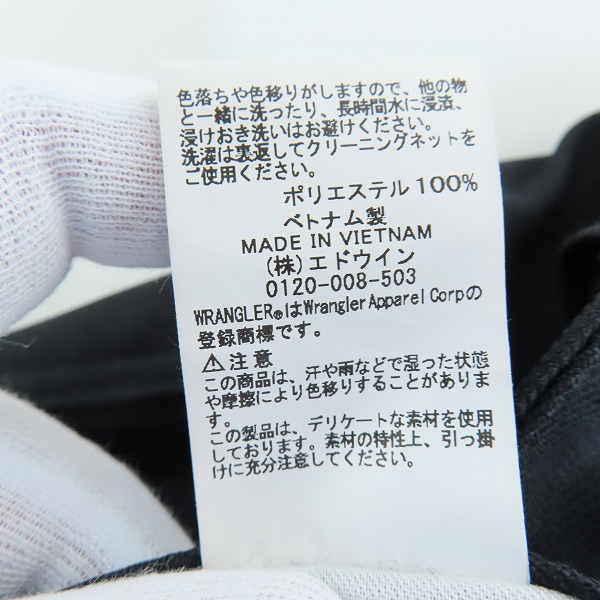 色落ちや色移りがしますので、他の物
と一緒に洗ったり、長時間水に浸漬、
浸けおき洗いはお避けください。
洗濯は裏返してクリーニングネットを
ご使用ください。
ポリエステル 100%
ベトナム製
MADE IN VIETNAM
(株)エドウイン
0120-008-503
WRANGLER®はWrangler Apparel Corpの
登録商標です。
⚠注意
この商品は、汗や雨などで湿った状態
や摩擦により色移りすることがありま
す。
この製品は、デリケートな素材を使用
しております。素材の特性上、引っ掛
けに充分注意してください。